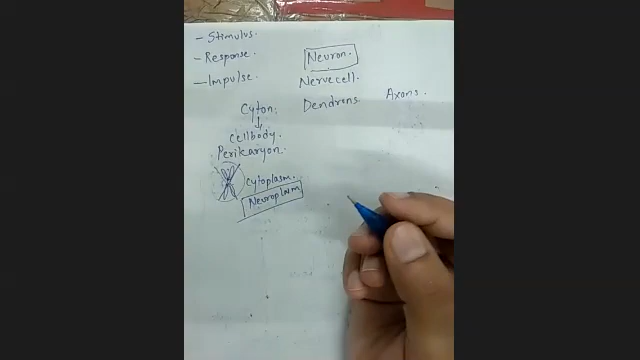 - Stimulus.
- Response.
- Impulse
Neuron.
Nervecell.
Cyton.
Dendrons.
Axons.
Cellbody.
Perikaryon.
Cytoplasm.
Neuroplasm